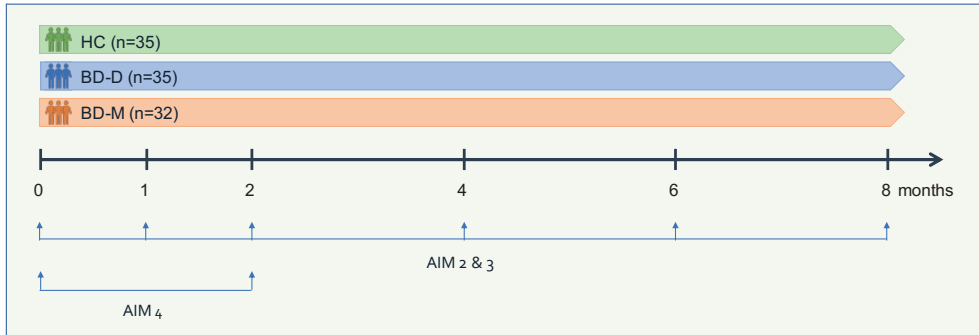 HC (n=35)
BD-D (n=35)
BD-M (n=32)
0 1 2 4 6 8 months
AIM 2 & 3
AIM 4